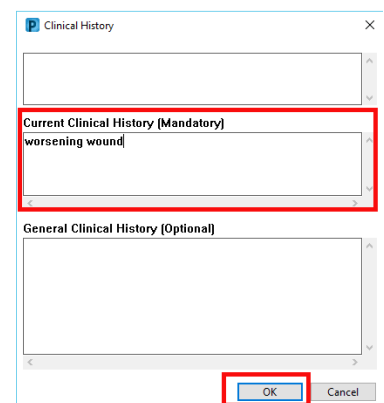 Clinical History
Current Clinical History (Mandatory)
worsening wound
General Clinical History (Optional)
OK Cancel